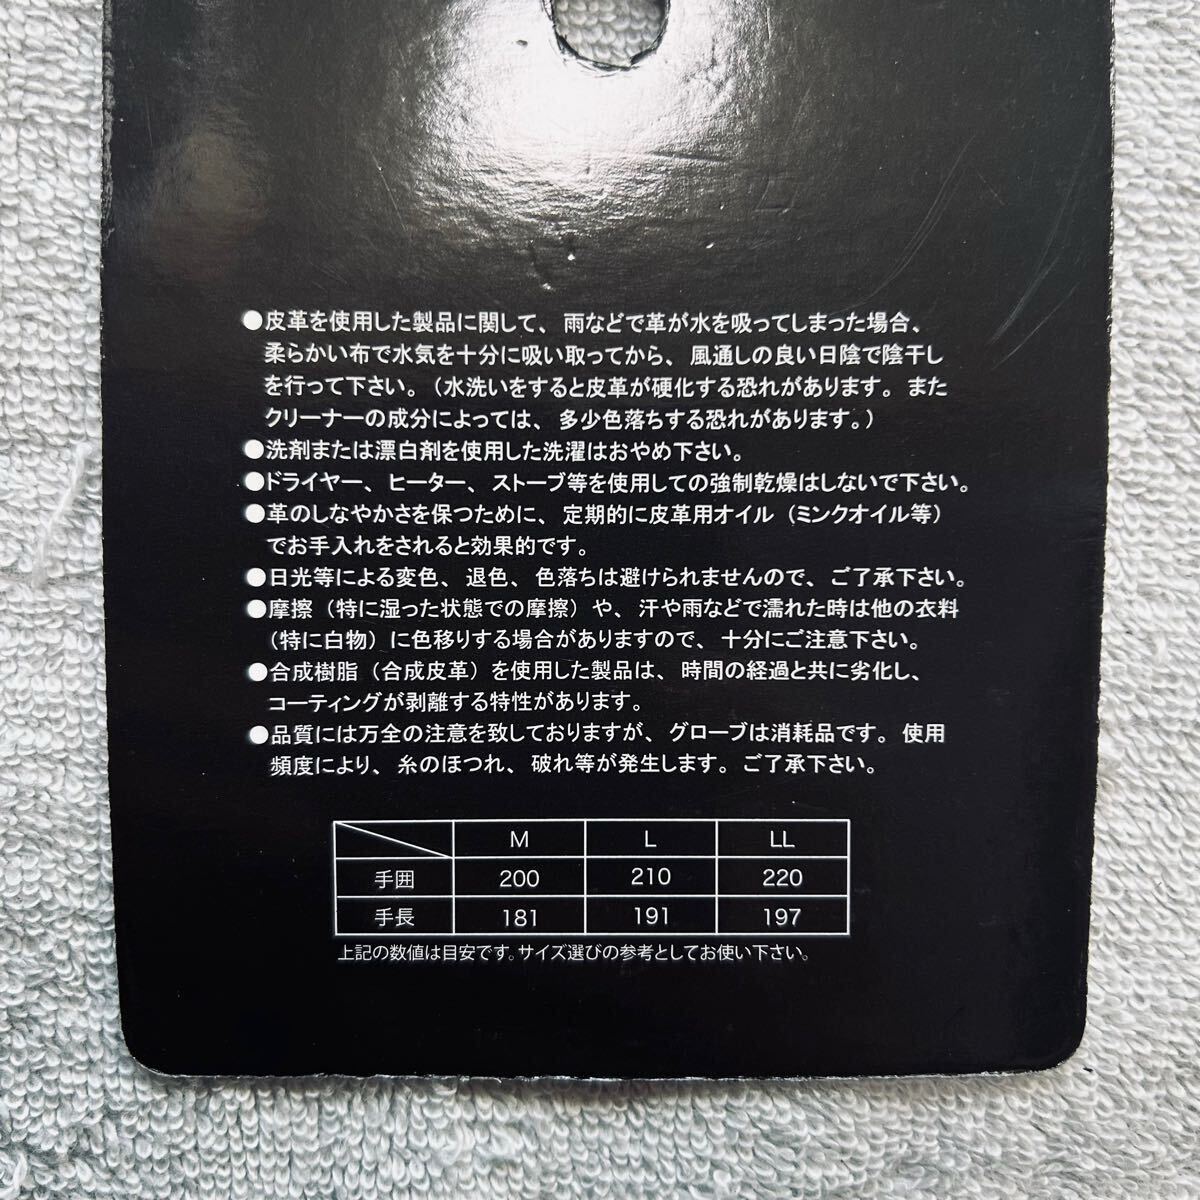 ●皮革を使用した製品に関して、雨などで革が水を吸ってしまった場合、
柔らかい布で水気を十分に吸い取ってから、風通しの良い日陰で陰干し
を行って下さい。（水洗いをすると皮革が硬化する恐れがあります。また
クリーナーの成分によっては、多少色落ちする恐れがあります。）
●洗剤または漂白剤を使用した洗濯はおやめ下さい。
●ドライヤー、ヒーター、ストーブ等を使用しての強制乾燥はしないで下さい。
●革のしなやかさを保つために、定期的に皮革用オイル（ミンクオイル等）
でお手入れをされると効果的です。
●日光等による変色、退色、色落ちは避けられませんので、ご了承下さい。
●摩擦（特に湿った状態での摩擦）や、汗や雨などで濡れた時は他の衣料
（特に白物）に色移りする場合がありますので、十分にご注意下さい。
●合成樹脂（合成皮革）を使用した製品は、時間の経過と共に劣化し、
コーティングが剥離する特性があります。
●品質には万全の注意を致しておりますが、グローブは消耗品です。使用
頻度により、糸のほつれ、破れ等が発生します。ご了承下さい。
M L LL
手囲 200 210 220
手長 181 191 197
上記の数値は目安です。サイズ選びの参考としてお使い下さい。